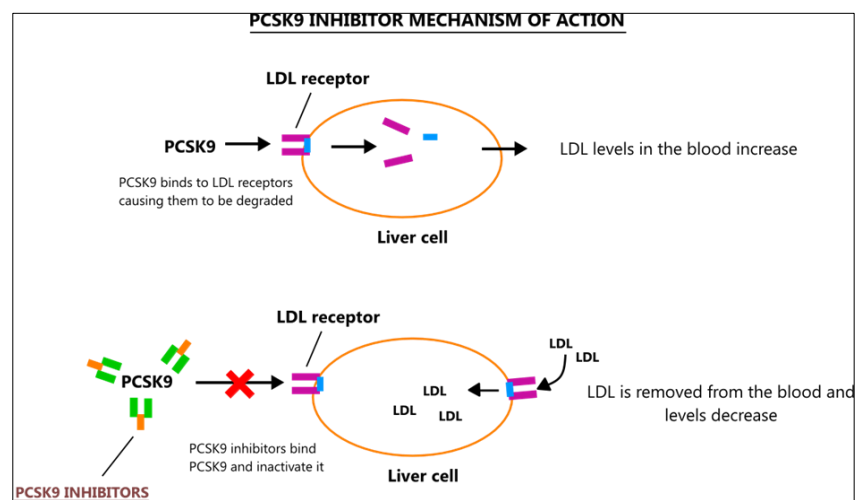 PCSK9 INHIBITOR MECHANISM OF ACTION
LDL receptor
PCSK9
LDL levels in the blood increase
PCSK9 binds to LDL receptors
causing them to be degraded
Liver cell
LDL receptor
LDL
LDL
PCSK9
LDL
LDL
LDL
LDL is removed from the blood and
levels decrease
PCSK9 inhibitors bind
PCSK9 and inactivate it
Liver cell
PCSK9 INHIBITORS